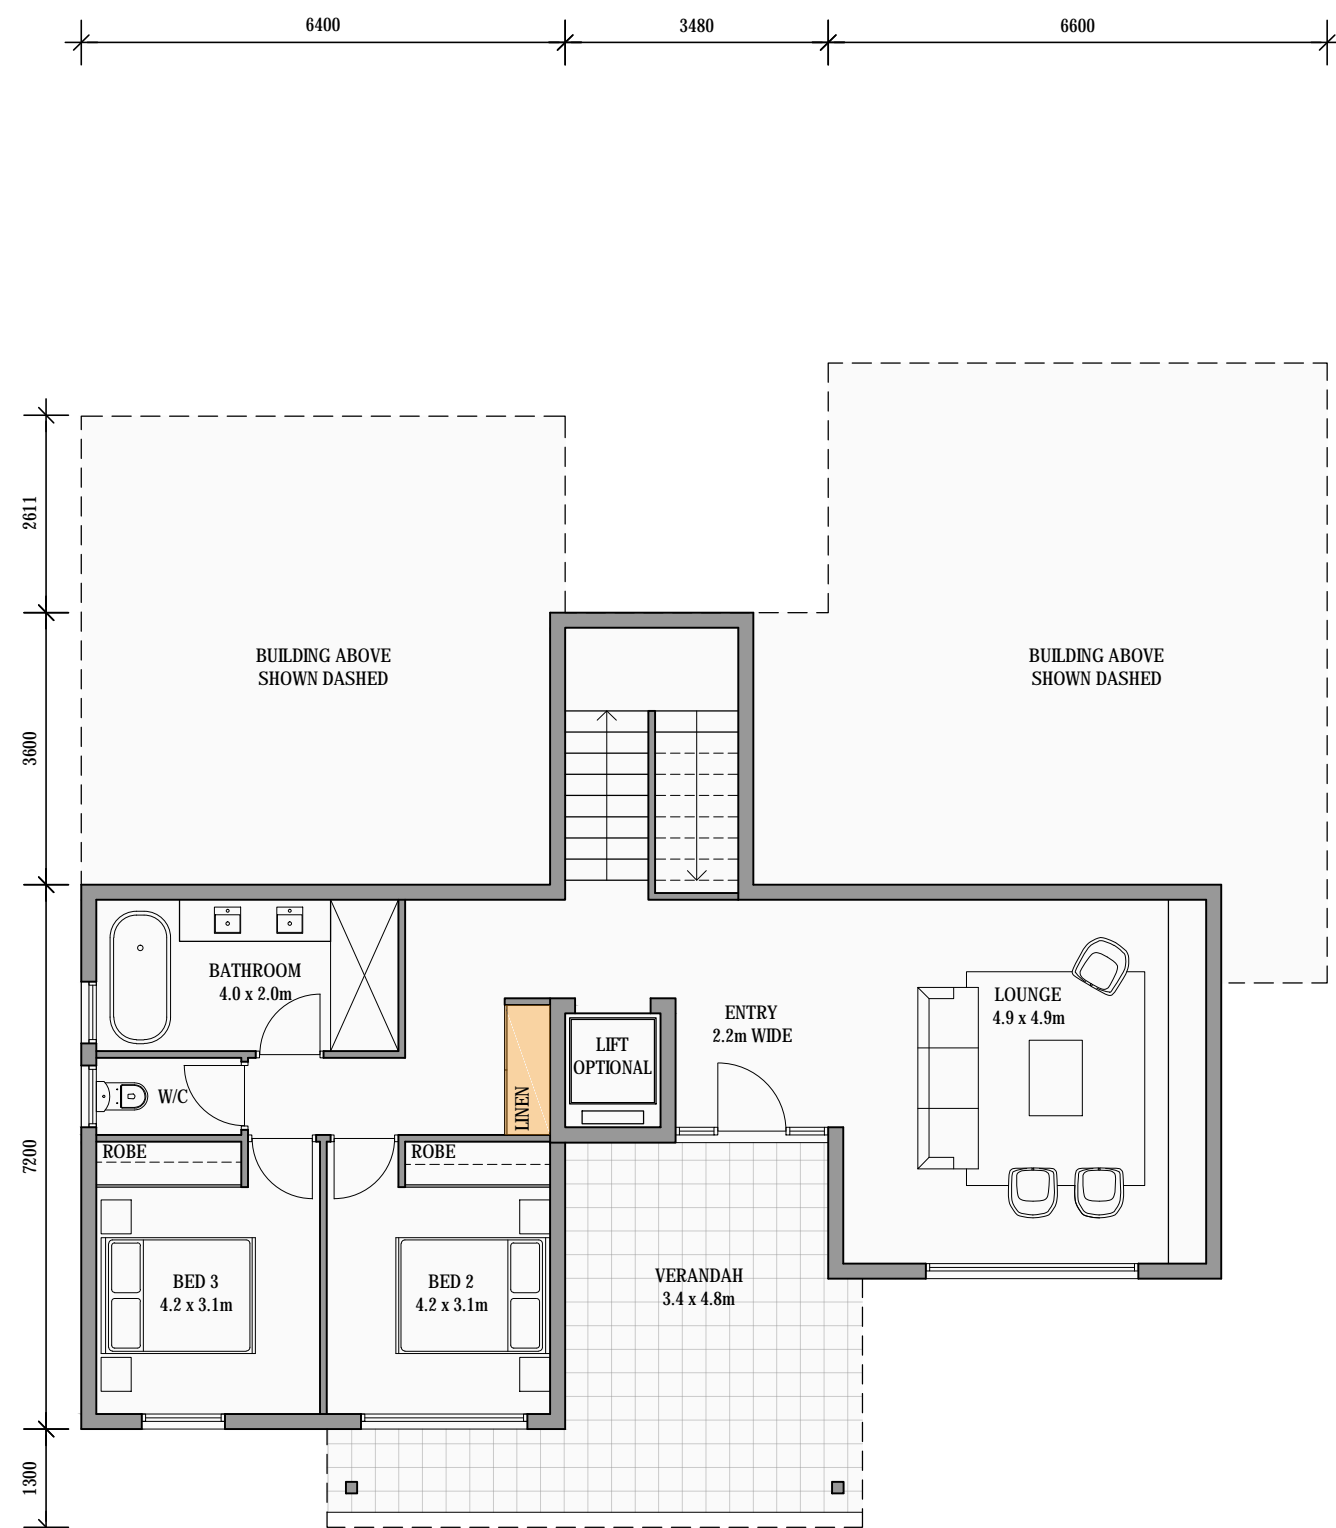 6400
3480
6600
2611
3600
7200
1300
BUILDING ABOVE
SHOWN DASHED
BUILDING ABOVE
SHOWN DASHED
BATHROOM
4.0 x 2.0m
LOUNGE
4.9 x 4.9m
ENTRY
2.2m WIDE
LIFT
OPTIONAL
W/C
LINEN
ROBE
ROBE
BED 3
4.2 x 3.1m
BED 2
4.2 x 3.1m
VERANDAH
3.4 x 4.8m